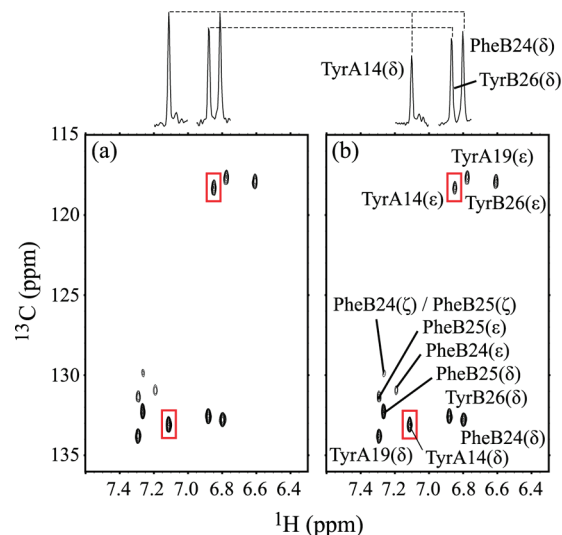 PheB24(δ)
TyrA14(δ)
TyrB26(δ)
115
(a)
(b)
TyrA19(ε)
120
TyrA14(ε)
TyrB26(ε)
125
13C (ppm)
PheB24(ζ) / PheB25(ζ)
PheB25(ε)
130
PheB24(ε)
PheB25(δ)
TyrB26(δ)
135
PheB24(δ)
TyrA19(δ)
TyrA14(δ)
7.4 7.2 7.0 6.8 6.6 6.4 7.4 7.2 7.0 6.8 6.6 6.4
1H (ppm)